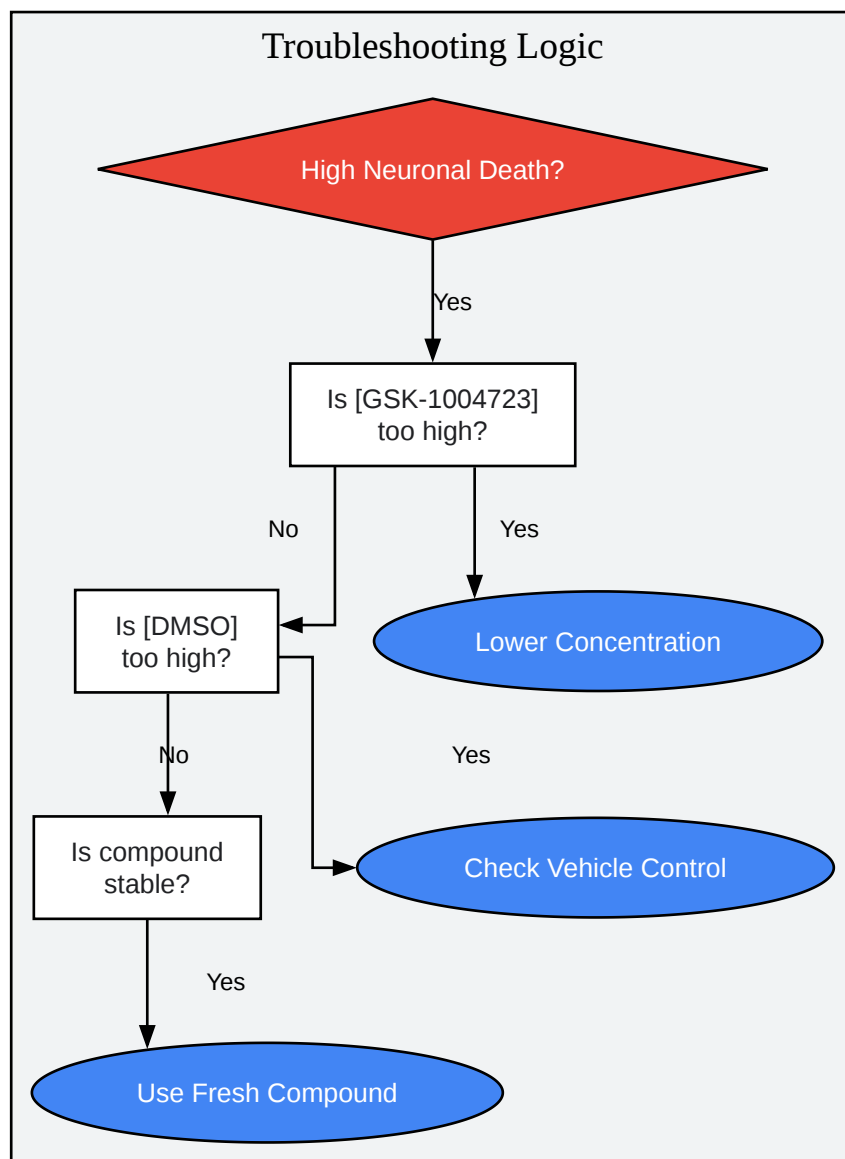 Troubleshooting Logic
High Neuronal Death?
Yes
Is [GSK-1004723]
too high?
No
Yes
Is [DMSO]
too high?
Lower Concentration
No
Yes
Is compound
stable?
Check Vehicle Control
Yes
Use Fresh Compound